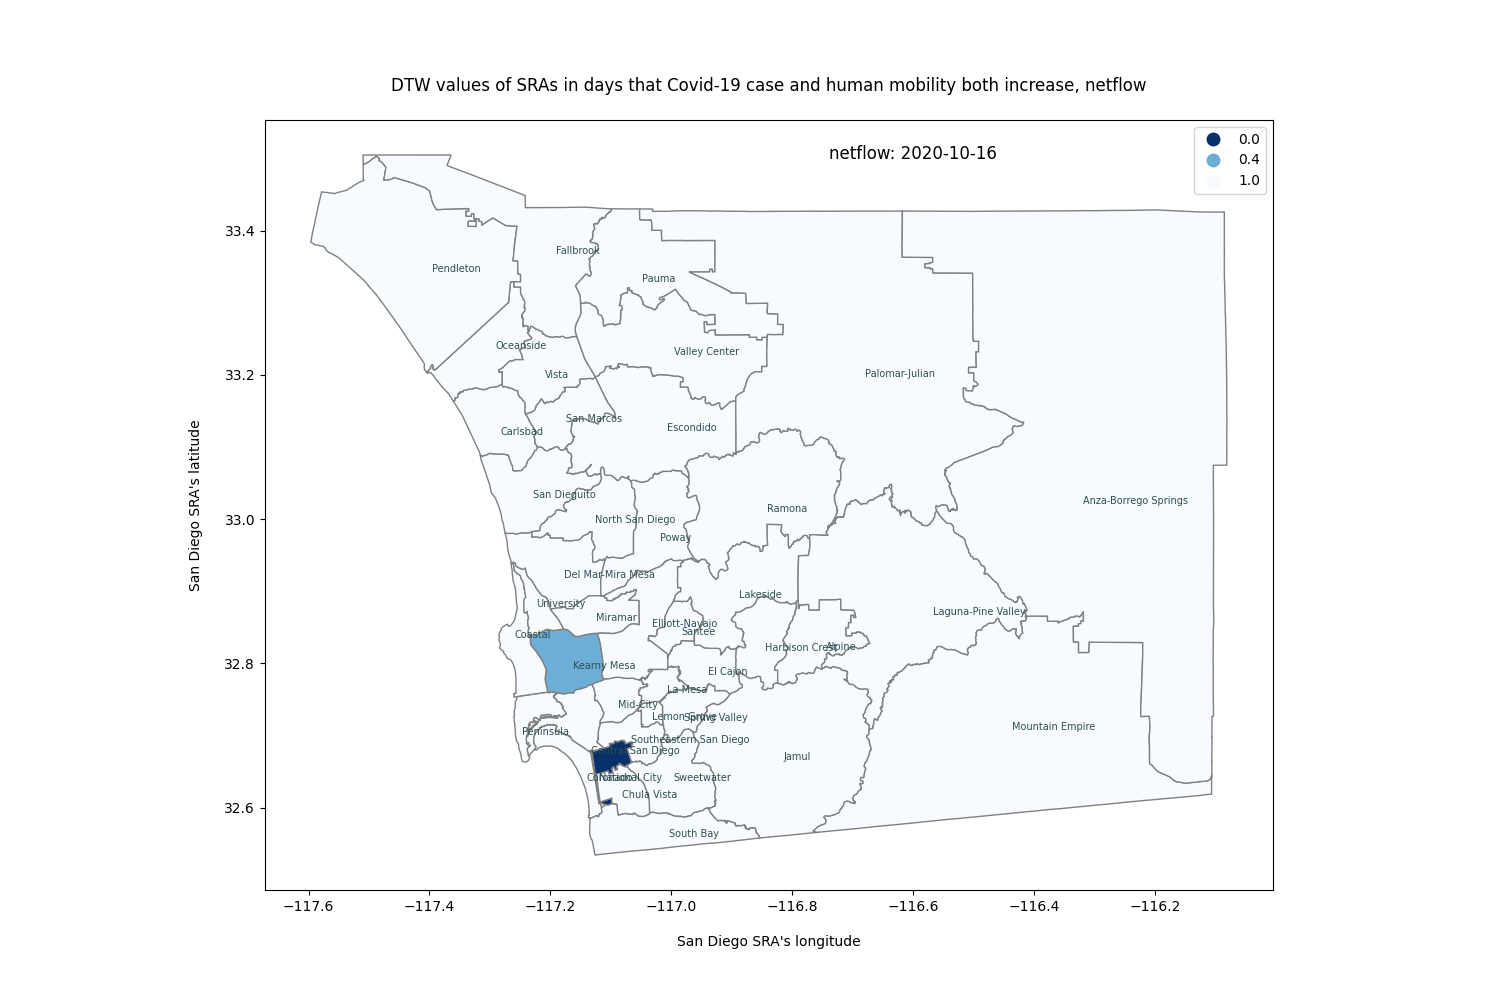 DTW values of SRAs in days that Covid-19 case and human mobility both increase, netflow
netflow: 2020-10-16
0.0
0.4
1.0
33.4
33.2
33.0
32.8
32.6
San Diego SRA's latitude
Fallbrook
Pendleton
Pauma
Oceanside
Valley Center
Vista
Palomar-Julian
San Marcos
Carlsbad
Escondido
San Dieguito
Anza-Borrego Springs
Ramona
North San Diego
Poway
Del Mar-Mira Mesa
Lakeside
University
Laguna-Pine Valley
Miramar
Elliott-Navajo
Santee
Coastal
Harbison Crest
Alpine
Kearny Mesa
El Cajon
La Mesa
Mid-City
Lemon Grove
Spring Valley
Mountain Empire
Peninsula
Southeastern San Diego
Central San Diego
Jamul
Coronado
National City
Sweetwater
Chula Vista
South Bay
−117.6
−117.4
−117.2
−117.0
−116.8
−116.6
−116.4
−116.2
San Diego SRA's longitude